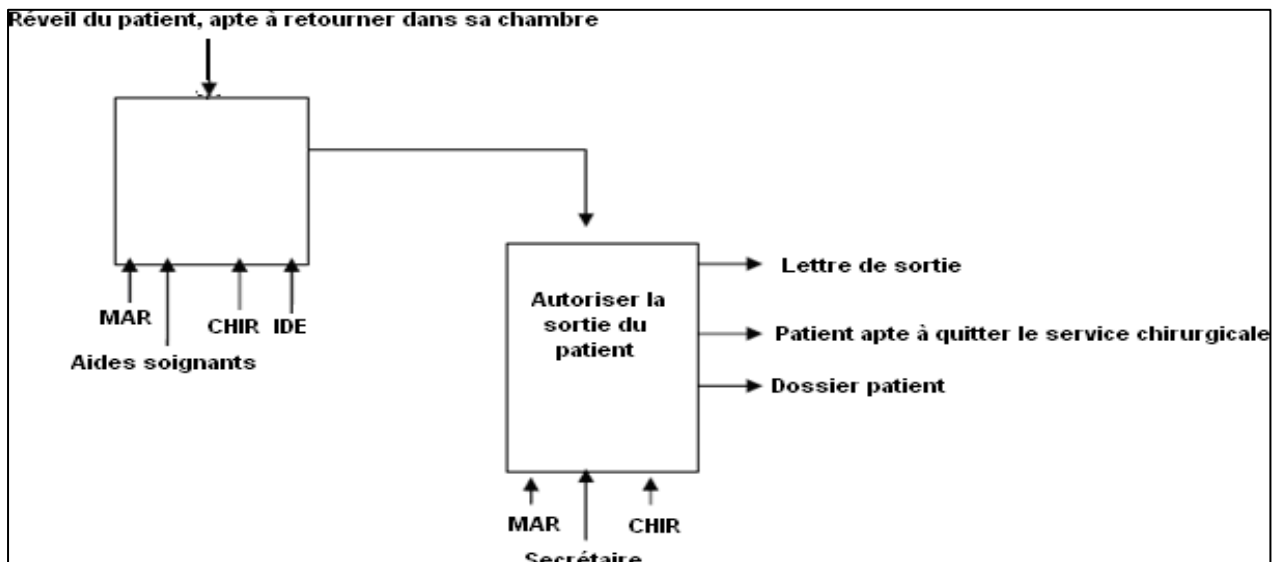 Réveil du patient, apte à retourner dans sa chambre
MAR
CHIR
IDE
Aides soignants
Autoriser la
sortie du
patient
Lettre de sortie
Patient apte à quitter le service chirurgicale
Dossier patient
MAR
CHIR
Secrétaire